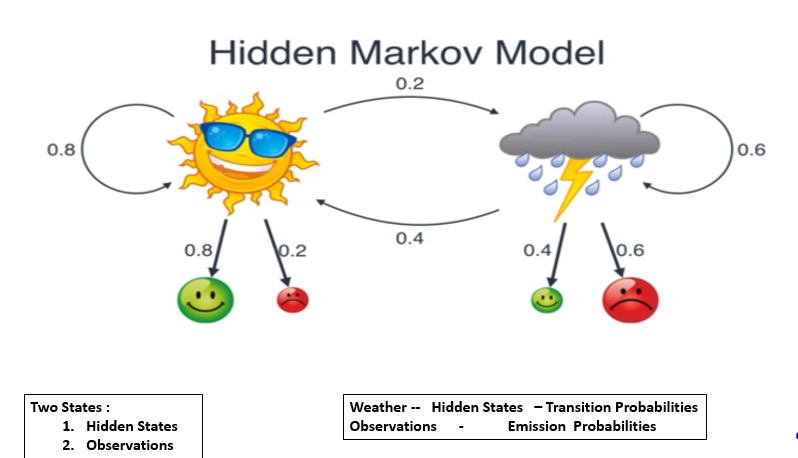 Hidden Markov Model
0.2
0.8
0.6
0.4
0.8
0.2
0.4
0.6
Two States :
1. Hidden States
2. Observations
Weather -- Hidden States – Transition Probabilities
Observations - Emission Probabilities